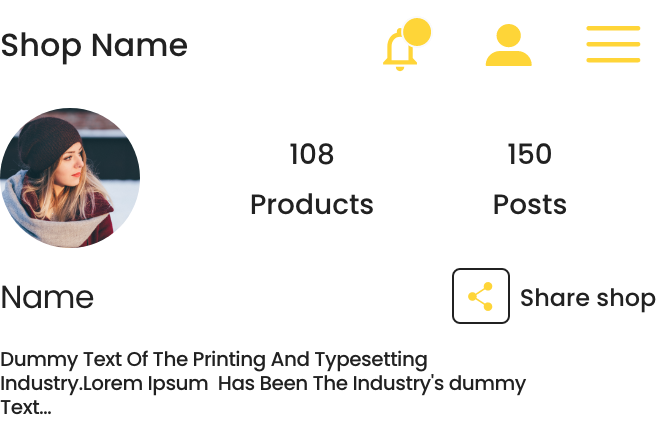 Shop Name
108
150
Products
Posts
Name
Share shop
Dummy Text Of The Printing And Typesetting
Industry.Lorem Ipsum  Has Been The Industry's dummy
Text...